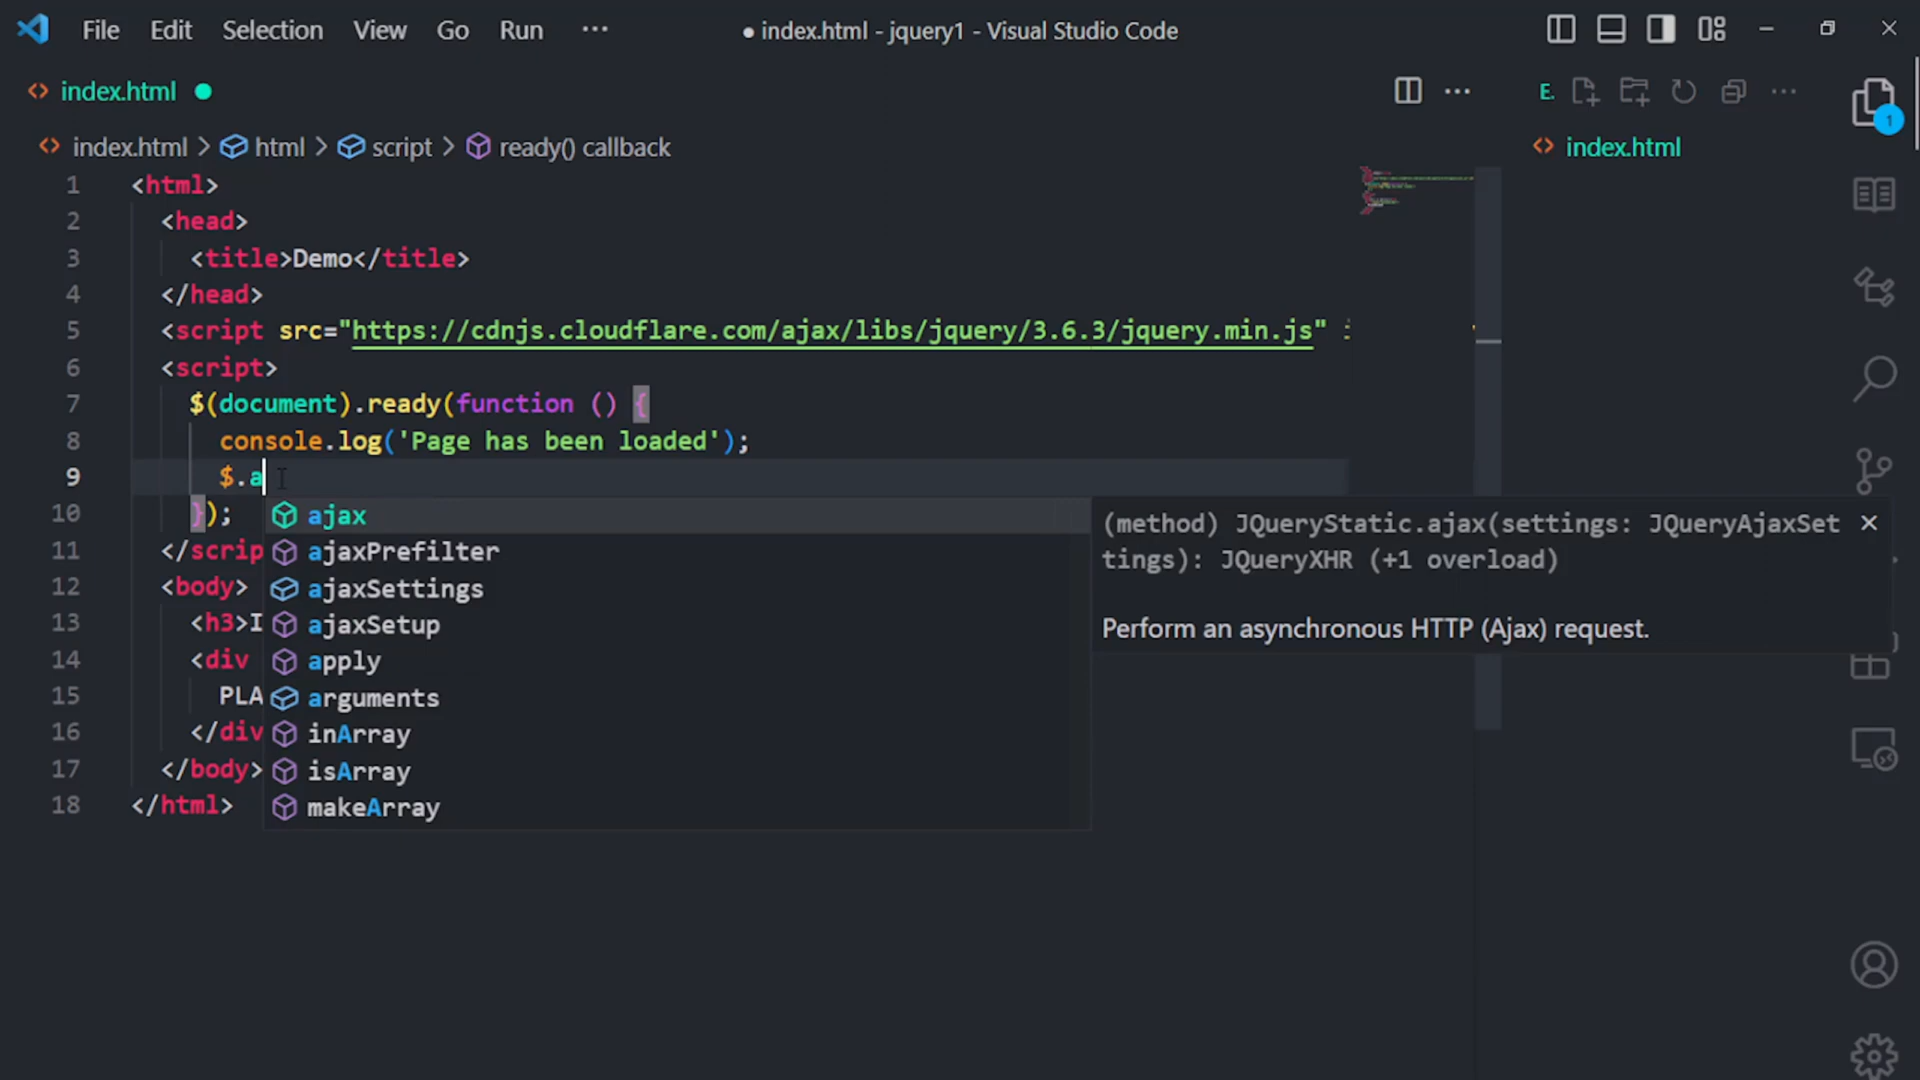 File Edit Selection View Go Run ··· ● index.html - jquery1 - Visual Studio Code
index.html
E.
index.html > html > script > ready() callback
index.html
1 <html>
2 <head>
3 <title>Demo</title>
4 </head>
5 <script src="https://cdnjs.cloudflare.com/ajax/libs/jquery/3.6.3/jquery.min.js" i
6 <script>
7 $(document).ready(function () {
8 console.log('Page has been loaded');
9 $.a
10 });
11 </scrip
12 <body>
13 <h3>I
14 <div
15 PLA
16 </div
17 </body>
18 </html>
ajax
ajaxPrefilter
ajaxSettings
ajaxSetup
apply
arguments
inArray
isArray
makeArray
(method) JQueryStatic.ajax(settings: JQueryAjaxSet
tings): JQueryXHR (+1 overload)
Perform an asynchronous HTTP (Ajax) request.
1